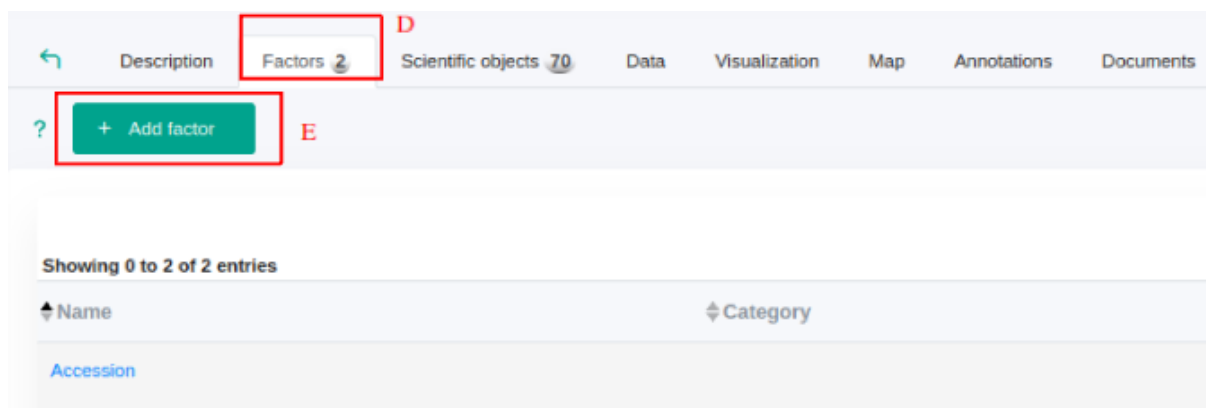 D
Description Factors 2 Scientific objects 70 Data Visualization Map Annotations Documents
? + Add factor E
Showing 0 to 2 of 2 entries
Name Category
Accession